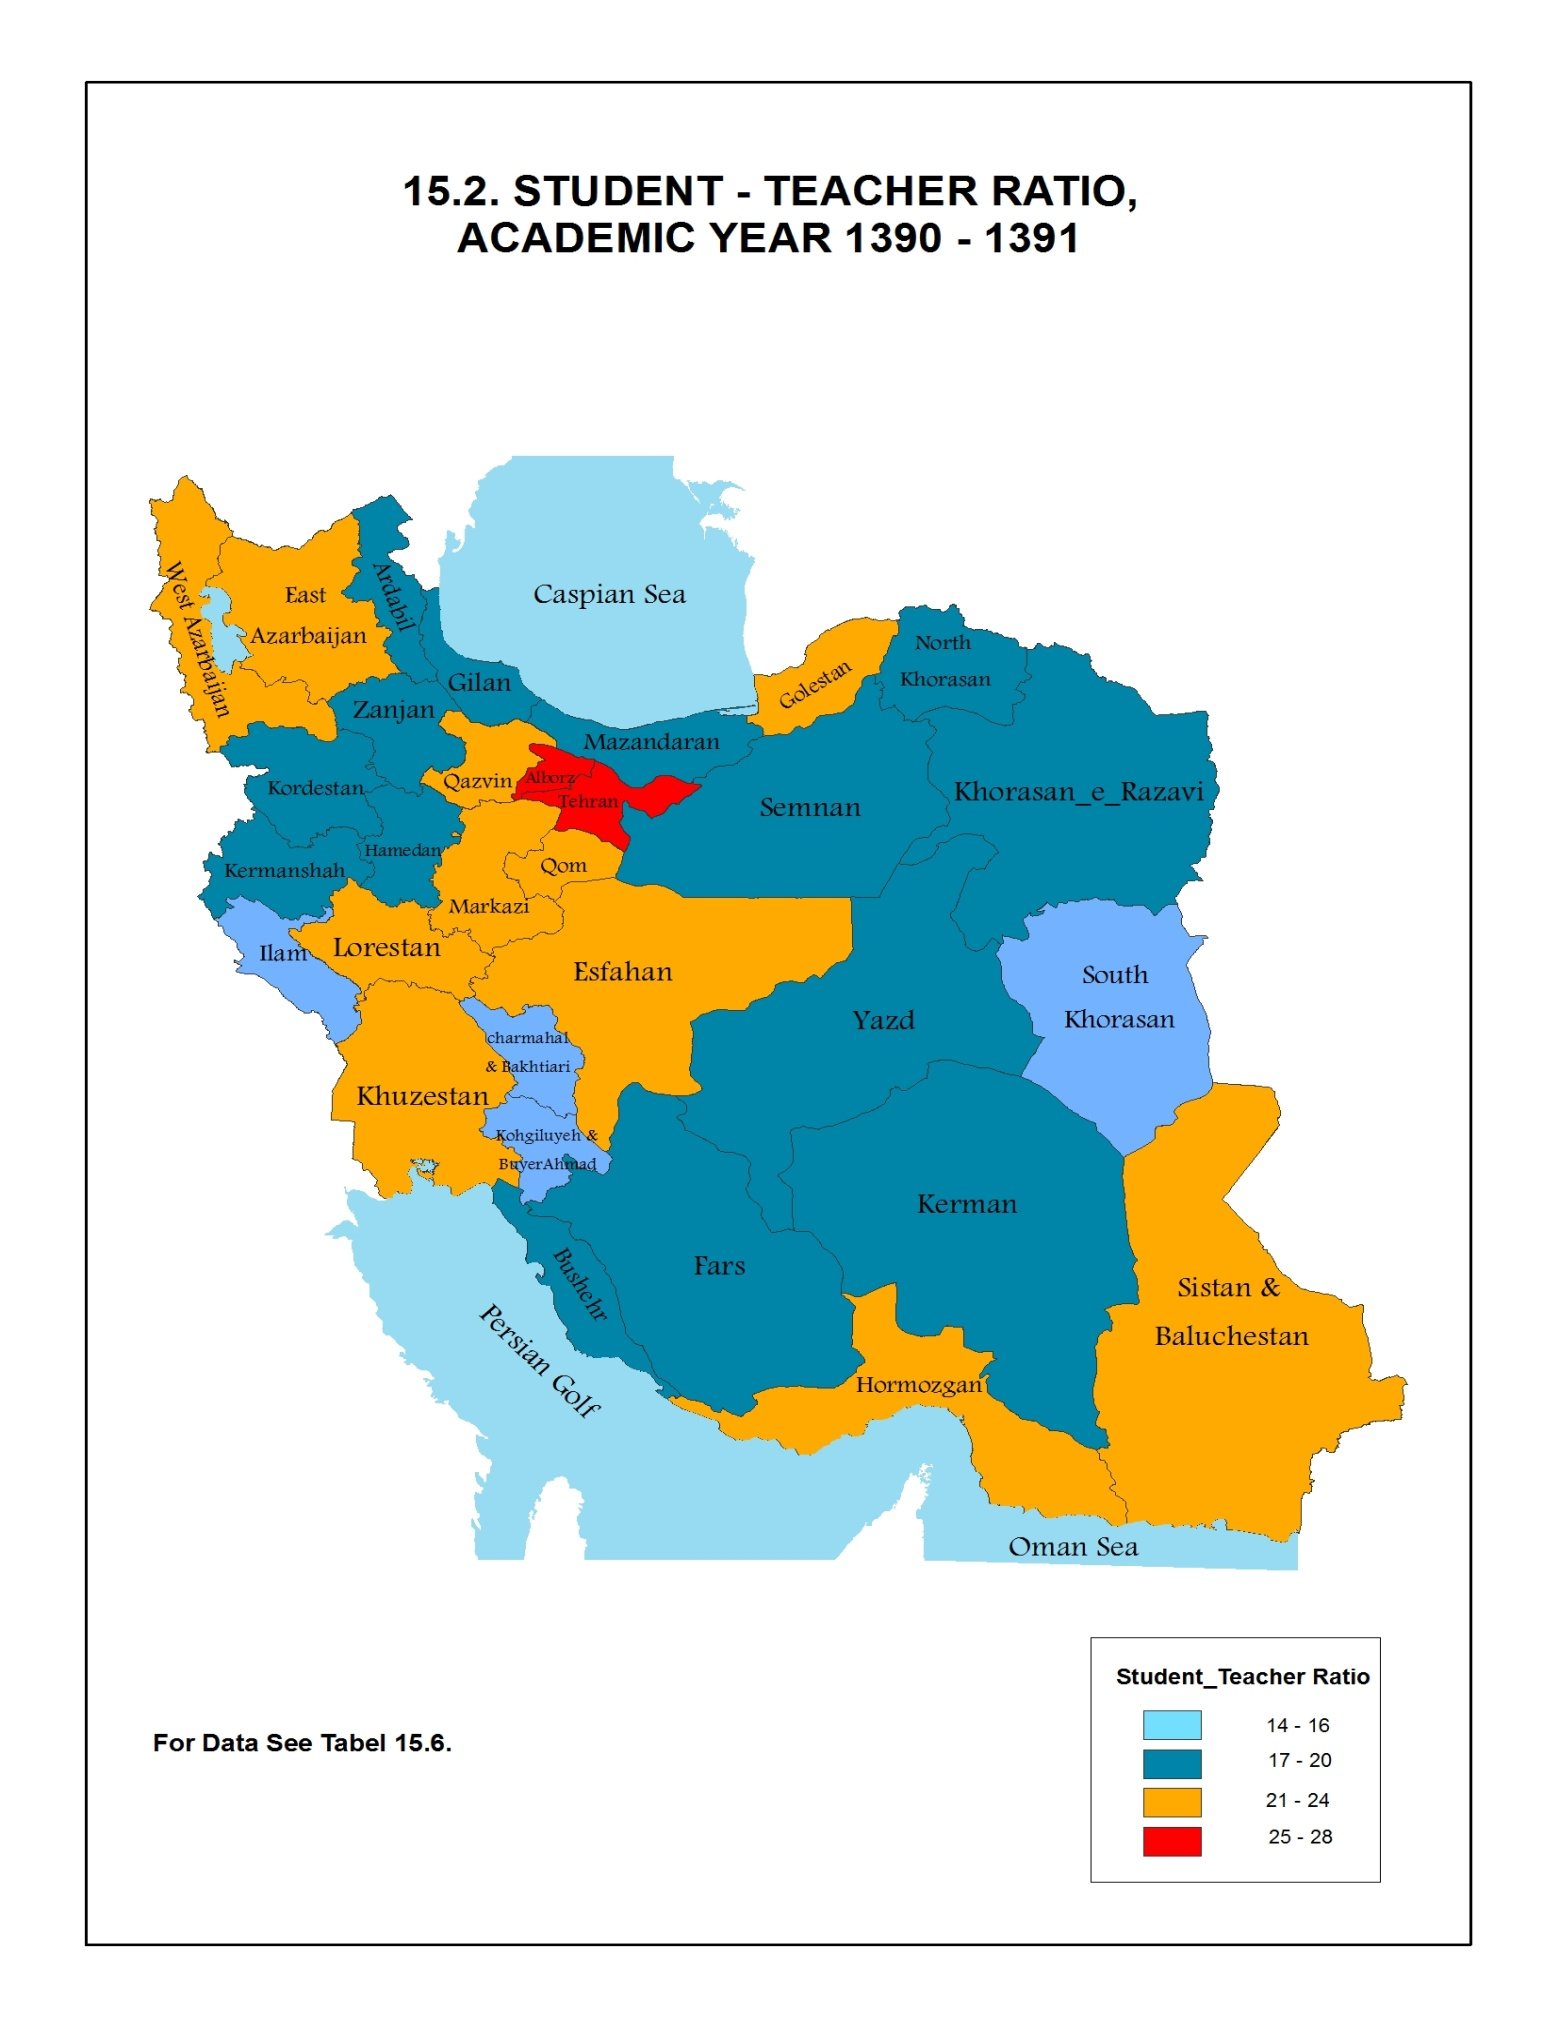 15.2. STUDENT - TEACHER RATIO,
ACADEMIC YEAR 1390 - 1391
Caspian Sea
West Azarbaijan
East
Azarbaijan
Ardabil
Gilan
Zanjan
Golestan
North
Khorasan
Mazandaran
Qazvin
Alborz
Tehran
Kordestan
Semnan
Khorasan_e_Razavi
Hamedan
Kermanshah
Qom
Markazi
Ilam
Lorestan
Esfahan
South
Khorasan
Yazd
charmahal
& Bakhtiari
Khuzestan
Kohgiluyeh &
BuyerAhmad
Kerman
Fars
Bushehr
Sistan &
Baluchestan
Persian Golf
Hormozgan
Oman Sea
Student_Teacher Ratio
14 - 16
17 - 20
21 - 24
25 - 28
For Data See Tabel 15.6.